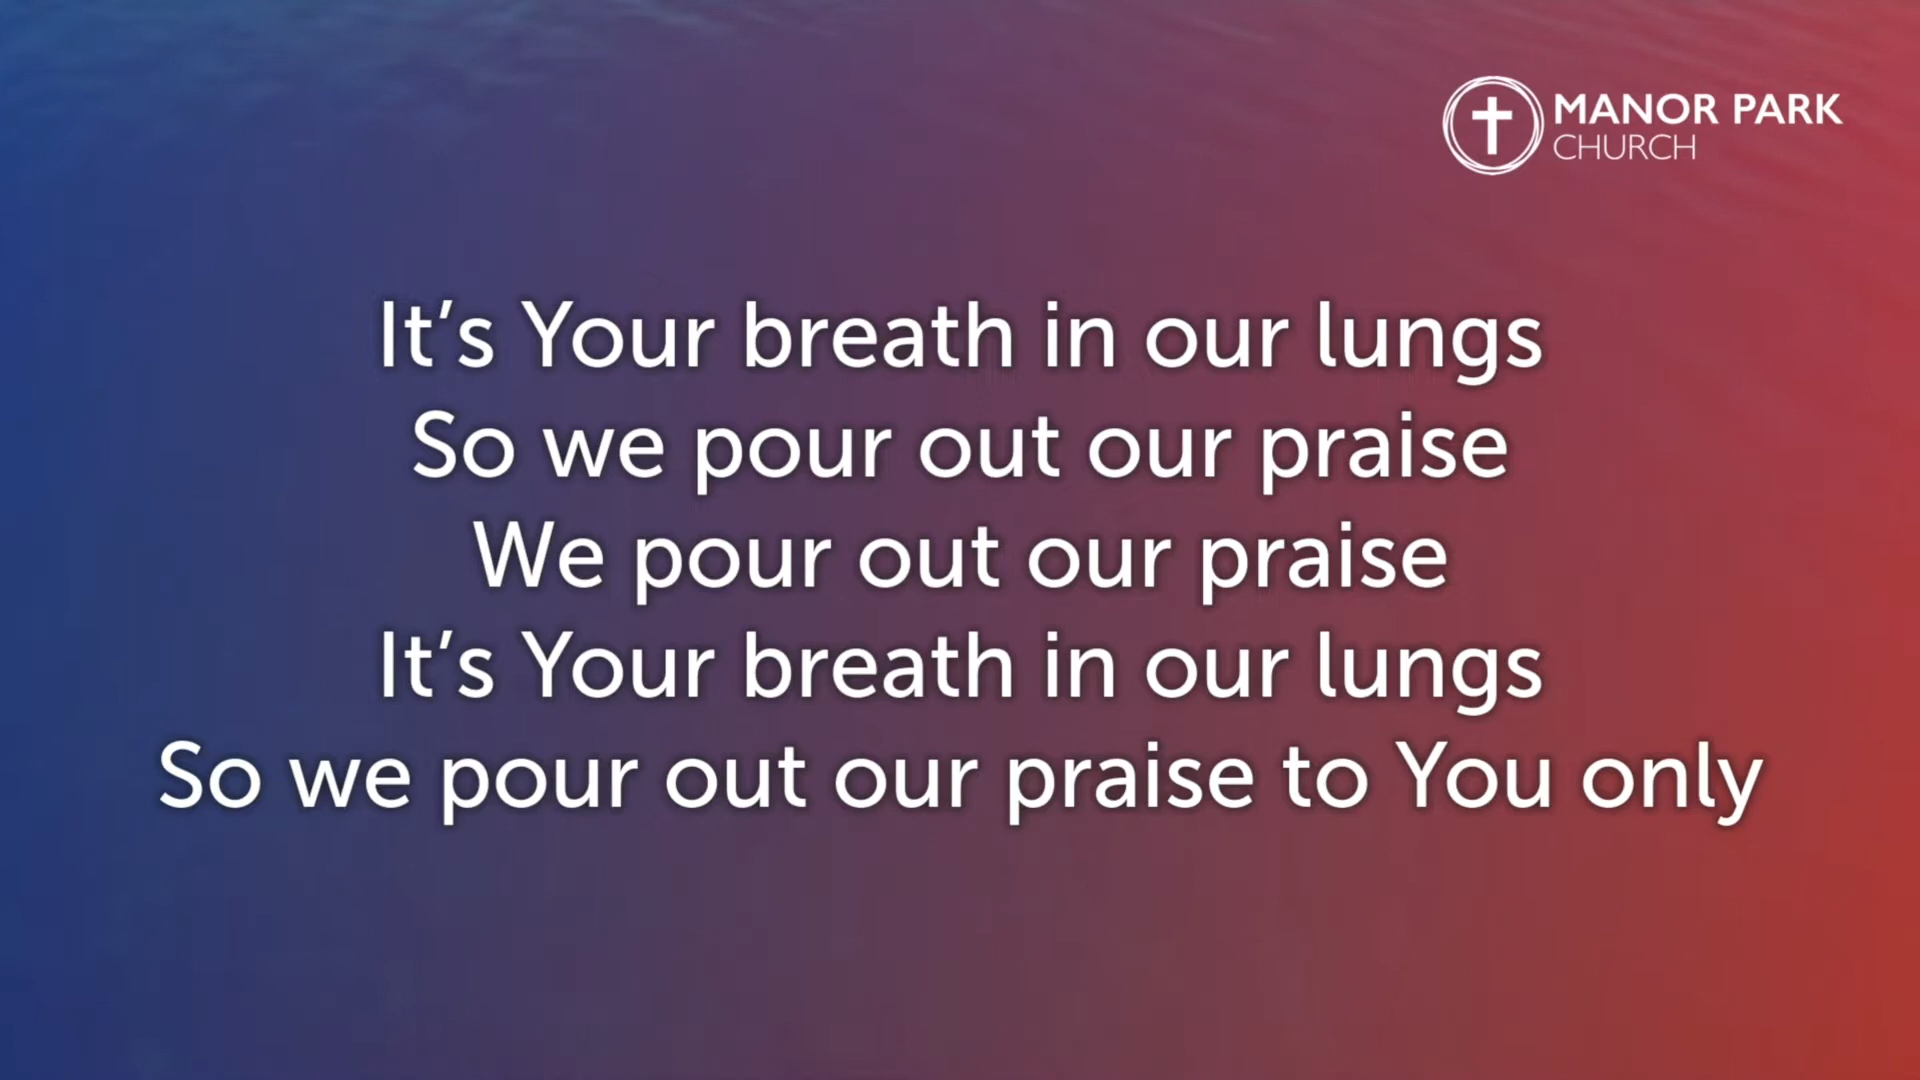 MANOR PARK
CHURCH
It’s Your breath in our lungs
So we pour out our praise
We pour out our praise
It’s Your breath in our lungs
So we pour out our praise to You only